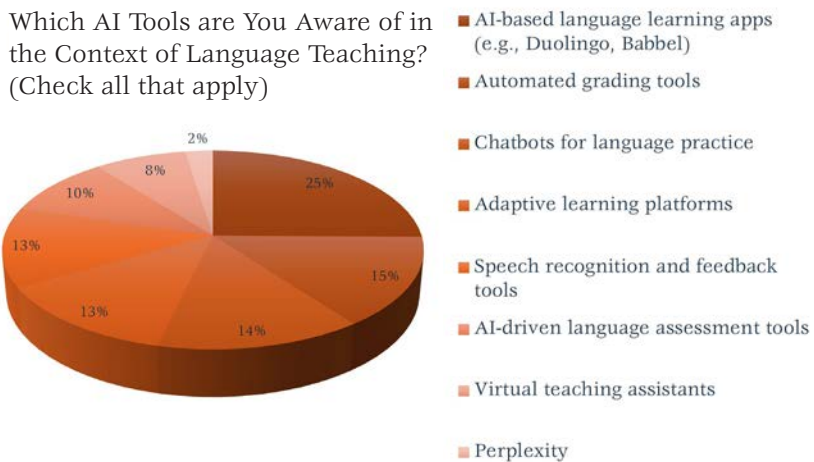 Which AI Tools are You Aware of in
the Context of Language Teaching?
(Check all that apply)
2%
8%
25%
10%
13%
15%
13%
14%
AI-based language learning apps
(e.g., Duolingo, Babbel)
Automated grading tools
Chatbots for language practice
Adaptive learning platforms
Speech recognition and feedback
tools
AI-driven language assessment tools
Virtual teaching assistants
Perplexity